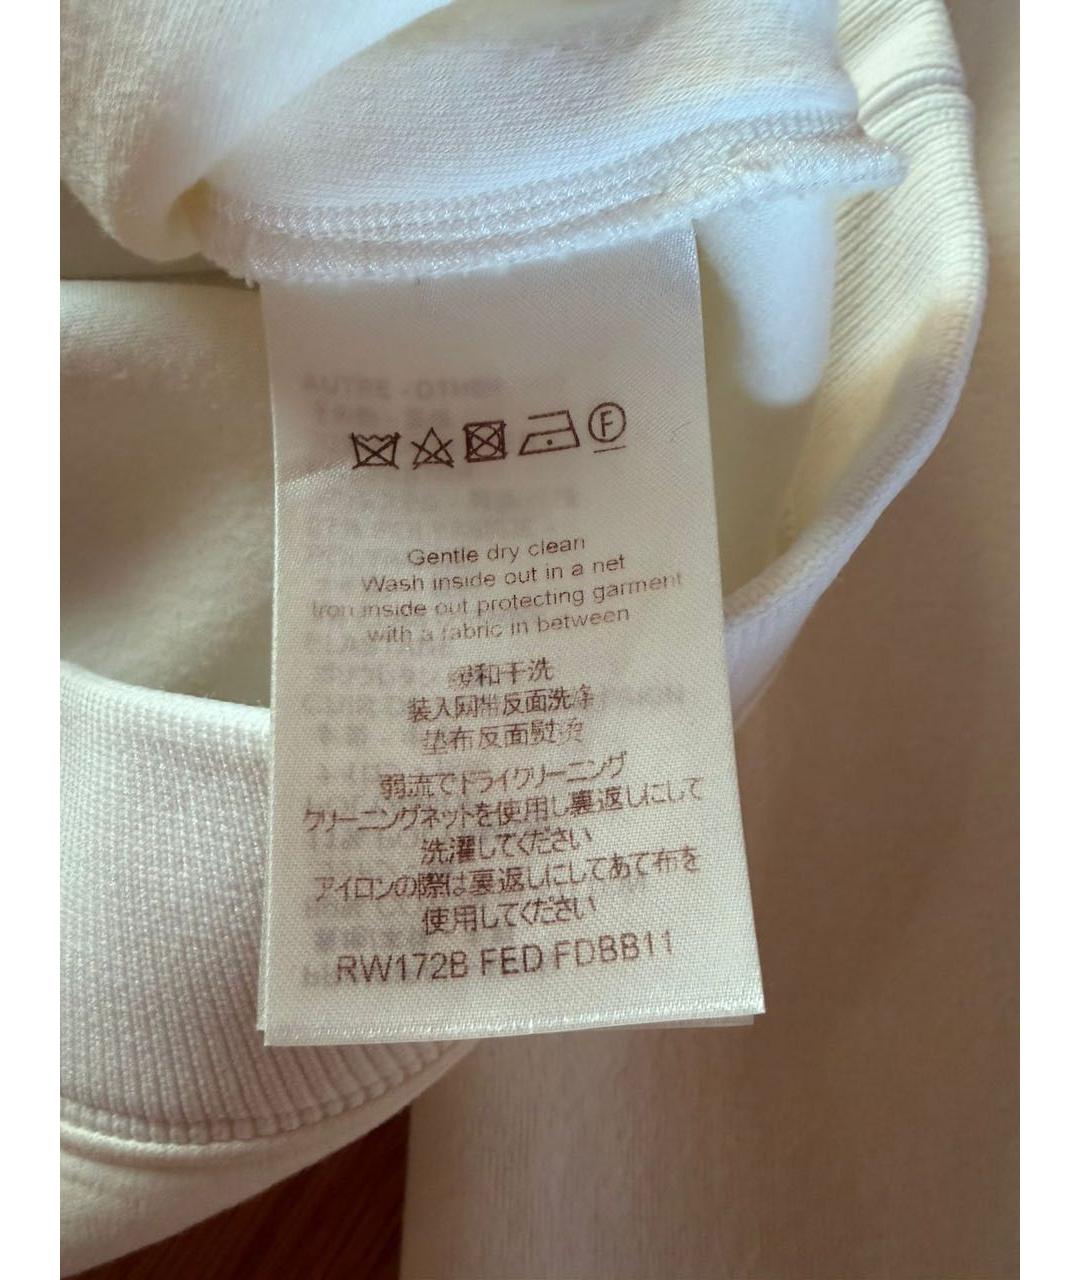 F
Gentle dry clean
Wash inside out in a net
Iron inside out protecting garment
with a fabric in between
缓和干洗
装入网带反面洗净
垫布反面熨烫
弱流でドライクリーニング
クリーニングネットを使用し裏返しにして
洗濯してください
アイロンの際は裏返しにしてあて布を
使用してください
RW172B FED FDBB11